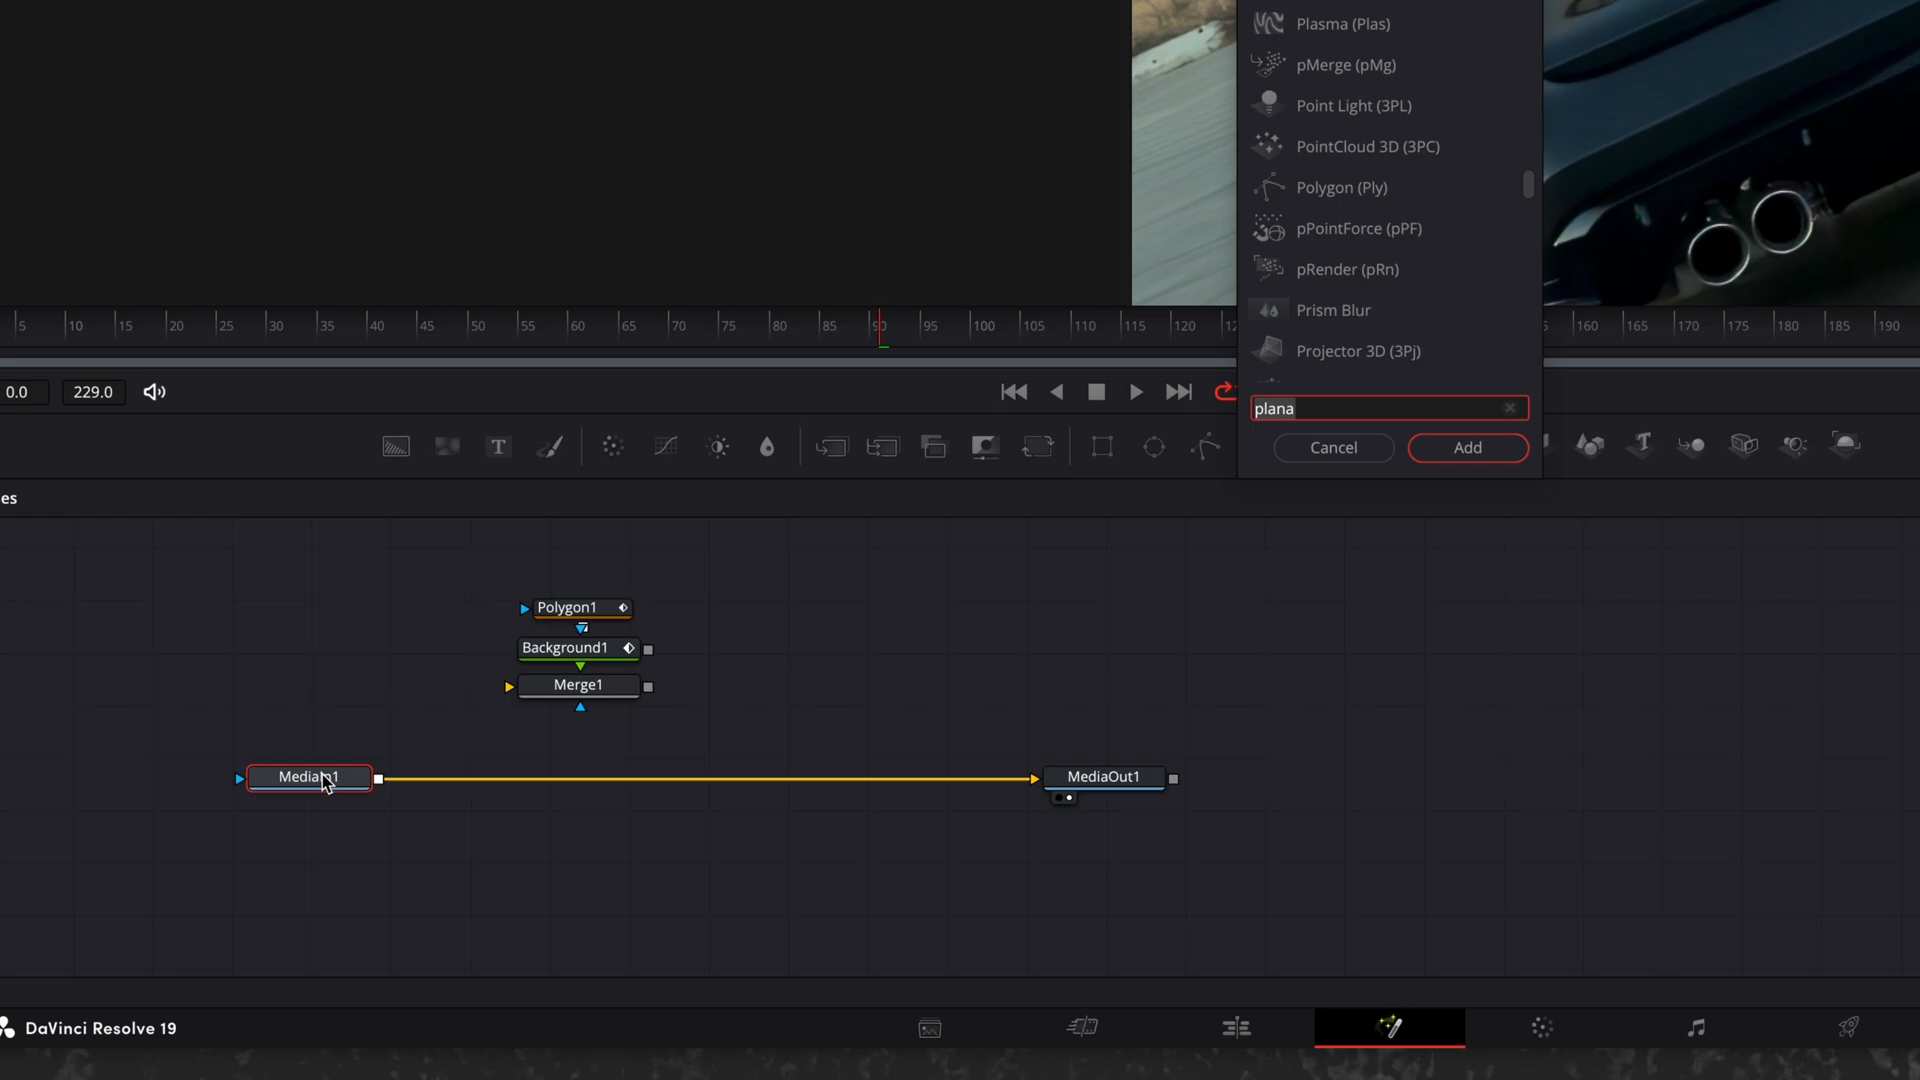 Plasma (Plas)
pMerge (pMg)
Point Light (3PL)
PointCloud 3D (3PC)
Polygon (Ply)
pPointForce (pPF)
pRender (pRn)
Prism Blur
Projector 3D (3Pj)
5 10 15 20 25 30 35 40 45 50 55 60 65 70 75 80 85 90 95 100 105 110 115 120 160 165 170 175 180 185 190
0.0 229.0
plana
Cancel Add
es
Polygon1
Background1
Merge1
MediaIn1 MediaOut1
DaVinci Resolve 19